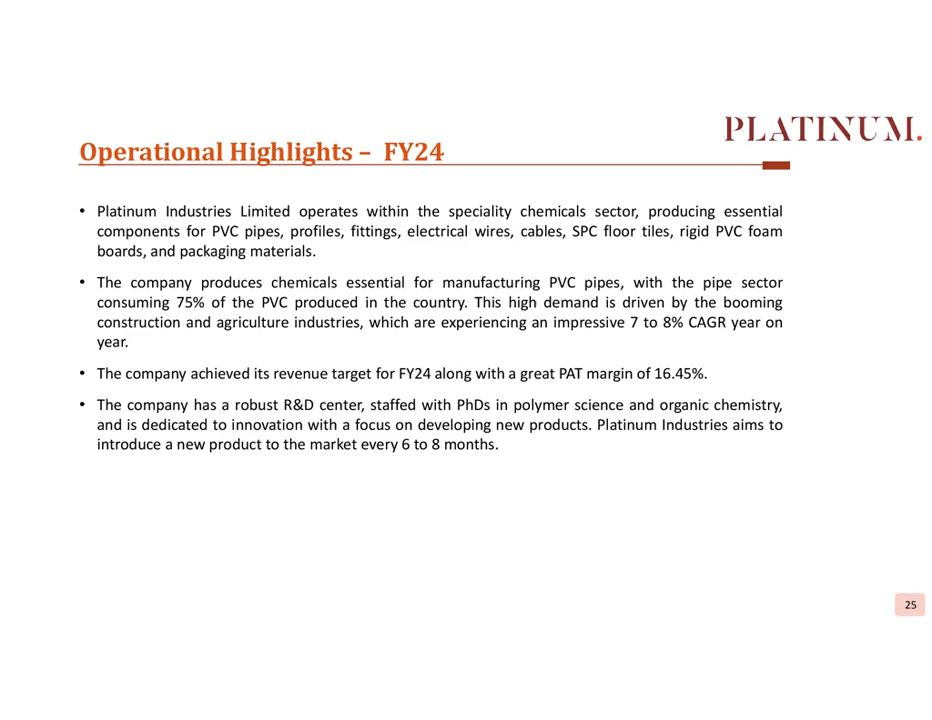 PLATINUM.
Operational Highlights – FY24
• Platinum Industries Limited operates within the speciality chemicals sector, producing essential
components for PVC pipes, profiles, fittings, electrical wires, cables, SPC floor tiles, rigid PVC foam
boards, and packaging materials.
• The company produces chemicals essential for manufacturing PVC pipes, with the pipe sector
consuming 75% of the PVC produced in the country. This high demand is driven by the booming
construction and agriculture industries, which are experiencing an impressive 7 to 8% CAGR year on
year.
• The company achieved its revenue target for FY24 along with a great PAT margin of 16.45%.
• The company has a robust R&D center, staffed with PhDs in polymer science and organic chemistry,
and is dedicated to innovation with a focus on developing new products. Platinum Industries aims to
introduce a new product to the market every 6 to 8 months.
25